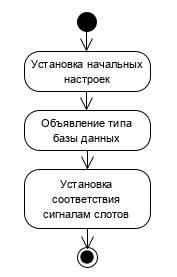 Установка начальных
настроек
Объявление типа
базы данных
Установка
соответствия
сигналам слотов